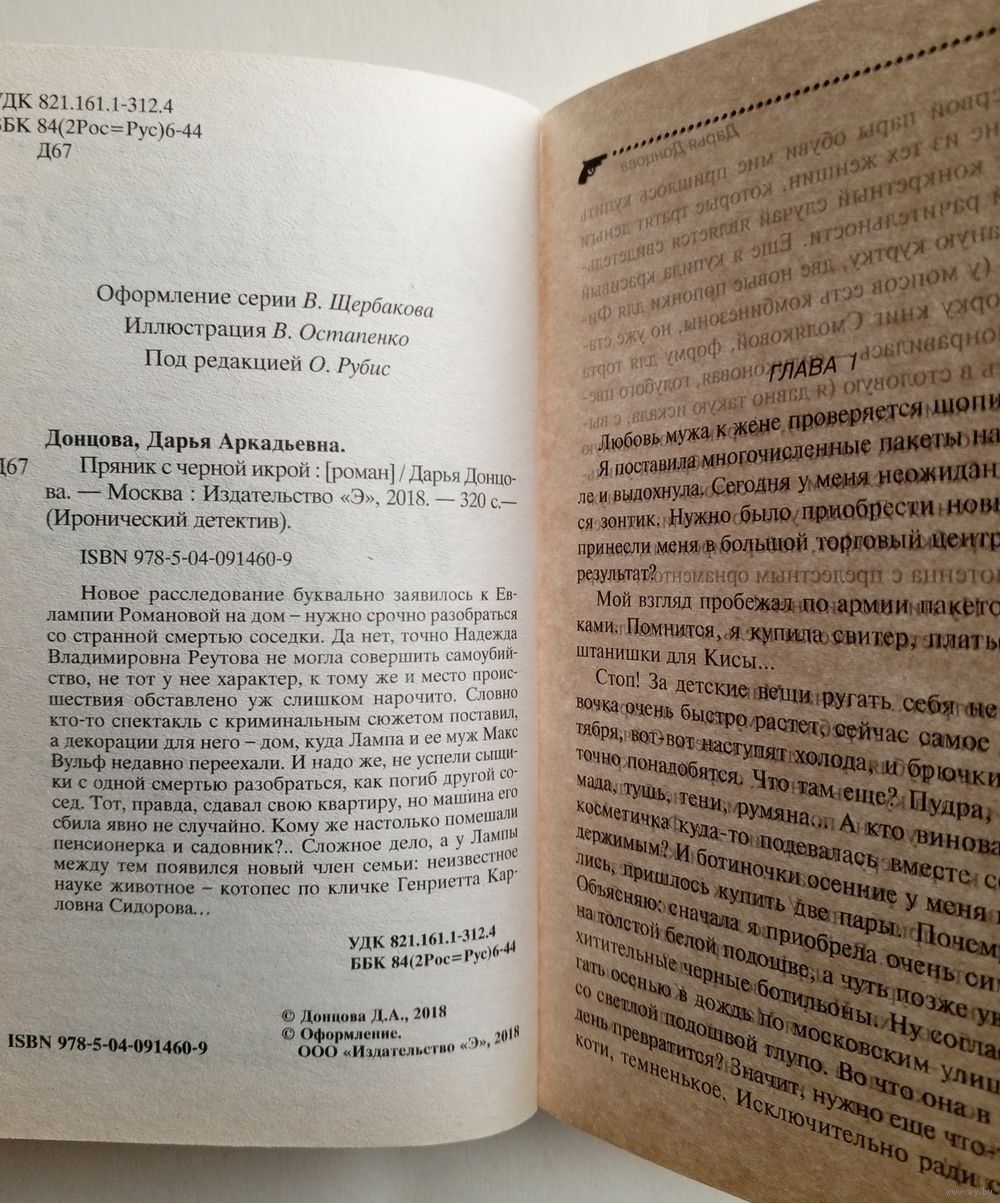 УДК 821.161.1-312.4
ББК 84(2Рос=Рус)6-44
Д67
Оформление серии В. Щербакова
Иллюстрация В. Остапенко
Под редакцией О. Рубис
Донцова, Дарья Аркадьевна.
Д67 Пряник с черной икрой : [роман] / Дарья Донцо-
ва. — Москва : Издательство «Э», 2018. — 320 с.—
(Иронический детектив).
ISBN 978-5-04-091460-9
Новое расследование буквально заявилось к Ев-
лампии Романовой на дом – нужно срочно разобраться
со странной смертью соседки. Да нет, точно Надежда
Владимировна Реутова не могла совершить самоубий-
ство, не тот у нее характер, к тому же и место проис-
шествия обставлено уж слишком нарочито. Словно
кто-то спектакль с криминальным сюжетом поставил,
а декорации для него – дом, куда Лампа и ее муж Макс
Вульф недавно переехали. И надо же, не успели сыщи-
ки с одной смертью разобраться, как погиб другой со-
сед. Тот, правда, сдавал свою квартиру, но машина его
сбила явно не случайно. Кому же настолько помешали
пенсионерка и садовник?.. Сложное дело, а у Лампы
между тем появился новый член семьи: неизвестное
науке животное – котопес по кличке Генриетта Кар-
ловна Сидорова…
УДК 821.161.1-312.4
ББК 84(2Рос=Рус)6-44
© Донцова Д.А., 2018
© Оформление.
ООО «Издательство «Э», 2018
ISBN 978-5-04-091460-9
ГЛАВА 1
Любовь мужа к жене проверяется шопи
Я поставила многочисленные пакеты на
ле и выдохнула. Сегодня у меня неожидан
ся зонтик. Нужно было приобрести новы
принесли меня в большой торговый центр
результат?
Мой взгляд пробежал по армии пакето
ками. Помнится, я купила свитер, плать
штанишки для Кисы…
Стоп! За детские вещи ругать себя не
вочка очень быстро растет, сейчас самое
тября, вот-вот наступят холода, и брючки
точно понадобятся. Что там еще? Пудра,
мада, тушь, тени, румяна… А кто винова
косметичка куда-то подевалась вместе с
держимым? И ботиночки осенние у меня
лись, пришлось купить две пары. Почем
Объясняю: сначала я приобрела очень си
на толстой белой подошве, а чуть позже ув
хитительные черные ботильоны. Ну согла
гать осенью в дождь по московским улиц
со светлой подошвой глупо. Во что она в
день превратится? Значит, нужно еще что-
коти, темненькое. Исключительно ради
www.ay.by